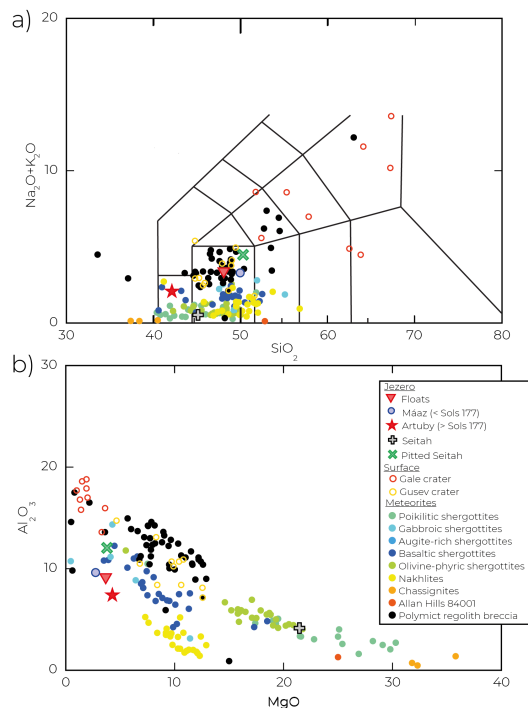 a)
20
10
0
Na₂O+K₂O
30 40 50 60 70 80
SiO₂
b)
30
20
10
0
Al₂O₃
0 10 20 30 40
MgO
Jezero
Floats
Máaz (< Sols 177)
Artuby (> Sols 177)
Seitah
Pitted Seitah
Surface
Gale crater
Gusev crater
Meteorites
Poikilitic shergottites
Gabbroic shergottites
Augite-rich shergottites
Basaltic shergottites
Olivine-phyric shergottites
Nakhlites
Chassignites
Allan Hills 84001
Polymict regolith breccia